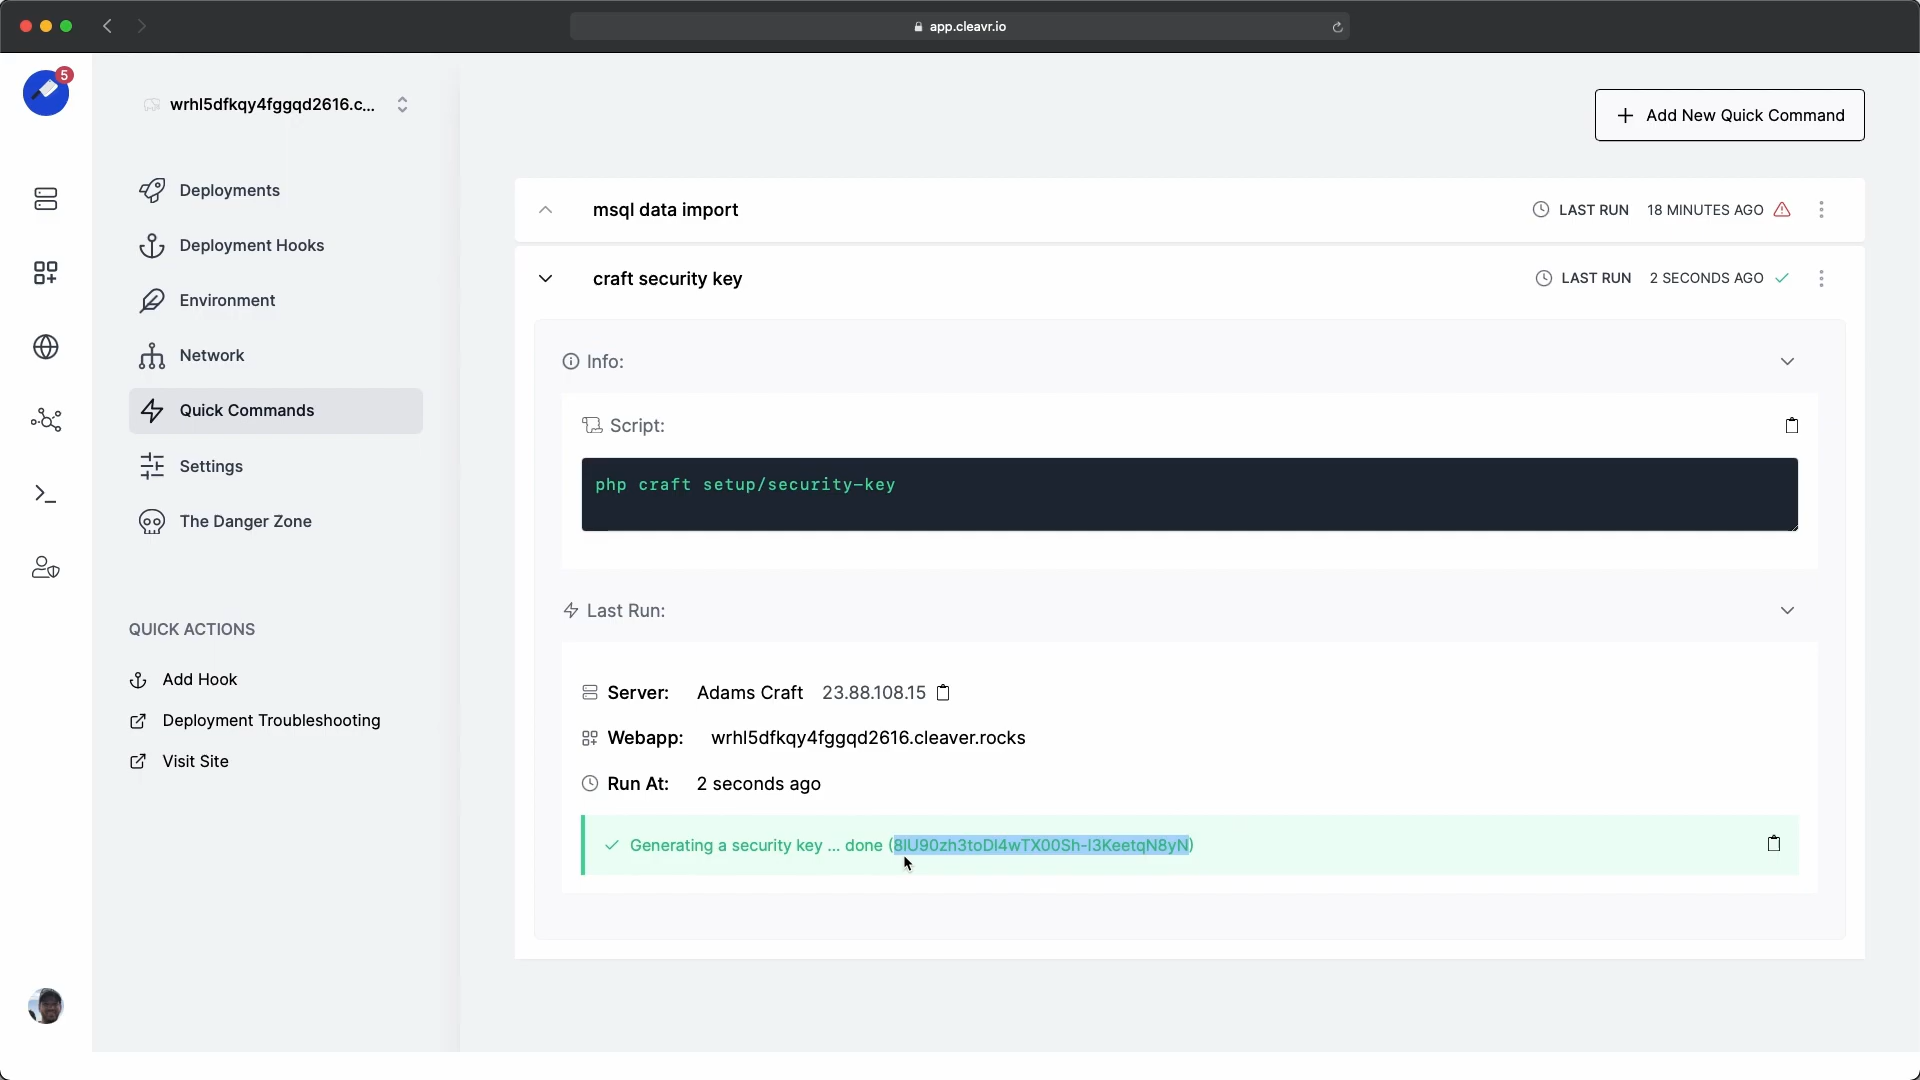 app.cleavr.io
5
wrhl5dfkqy4fggqd2616.c...
Add New Quick Command
Deployments
Deployment Hooks
Environment
Network
Quick Commands
Settings
The Danger Zone
QUICK ACTIONS
Add Hook
Deployment Troubleshooting
Visit Site
msql data import
LAST RUN 18 MINUTES AGO
craft security key
LAST RUN 2 SECONDS AGO
Info:
Script:
php craft setup/security-key
Last Run:
Server: Adams Craft 23.88.108.15
Webapp: wrhl5dfkqy4fggqd2616.cleaver.rocks
Run At: 2 seconds ago
Generating a security key ... done (8lU90zh3toDl4wTX00Sh-I3KeetqN8yN)